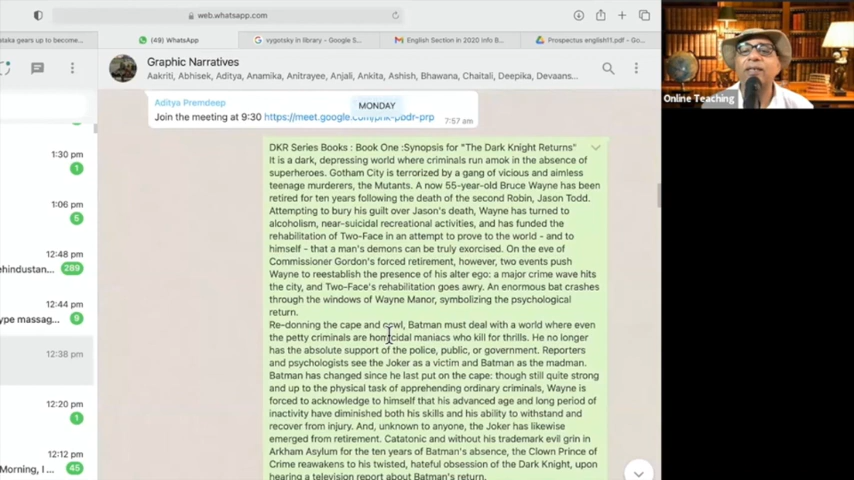 web.whatsapp.com
ataka gears up to become...
(49) WhatsApp
vygotsky in library - Google S...
English Section in 2020 Info B...
Prospectus english11.pdf - Go...
Graphic Narratives
Aakriti, Abhisek, Aditya, Anamika, Anitrayee, Anjali, Ankita, Ashish, Bhawana, Chaitali, Deepika, Devaans...
Online Teaching
Aditya Premdeep
MONDAY
Join the meeting at 9:30 https://meet.google.com/phk-pbdr-prp
7:57 am
1:30 pm
1
1:06 pm
5
12:48 pm
ehindustan...
289
12:44 pm
ype massag...
9
12:38 pm
12:20 pm
1
12:12 pm
Morning, I ...
45
DKR Series Books : Book One :Synopsis for "The Dark Knight Returns"
It is a dark, depressing world where criminals run amok in the absence of
superheroes. Gotham City is terrorized by a gang of vicious and aimless
teenage murderers, the Mutants. A now 55-year-old Bruce Wayne has been
retired for ten years following the death of the second Robin, Jason Todd.
Attempting to bury his guilt over Jason's death, Wayne has turned to
alcoholism, near-suicidal recreational activities, and has funded the
rehabilitation of Two-Face in an attempt to prove to the world - and to
himself - that a man's demons can be truly exorcised. On the eve of
Commissioner Gordon's forced retirement, however, two events push
Wayne to reestablish the presence of his alter ego: a major crime wave hits
the city, and Two-Face's rehabilitation goes awry. An enormous bat crashes
through the windows of Wayne Manor, symbolizing the psychological
return.
Re-donning the cape and cowl, Batman must deal with a world where even
the petty criminals are homicidal maniacs who kill for thrills. He no longer
has the absolute support of the police, public, or government. Reporters
and psychologists see the Joker as a victim and Batman as the madman.
Batman has changed since he last put on the cape: though still quite strong
and up to the physical task of apprehending ordinary criminals, Wayne is
forced to acknowledge to himself that his advanced age and long period of
inactivity have diminished both his skills and his ability to withstand and
recover from injury. And, unknown to anyone, the Joker has likewise
emerged from retirement. Catatonic and without his trademark evil grin in
Arkham Asylum for the ten years of Batman's absence, the Clown Prince of
Crime reawakens to his twisted, hateful obsession of the Dark Knight, upon
hearing a television report about Batman's return.